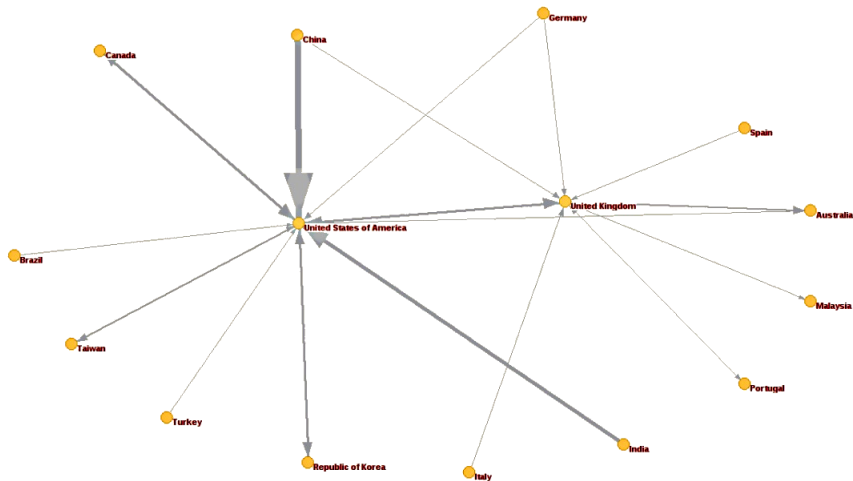 Germany
China
Canada
Spain
United Kingdom
Australia
United States of America
Brazil
Malaysia
Taiwan
Portugal
Turkey
India
Republic of Korea
Italy